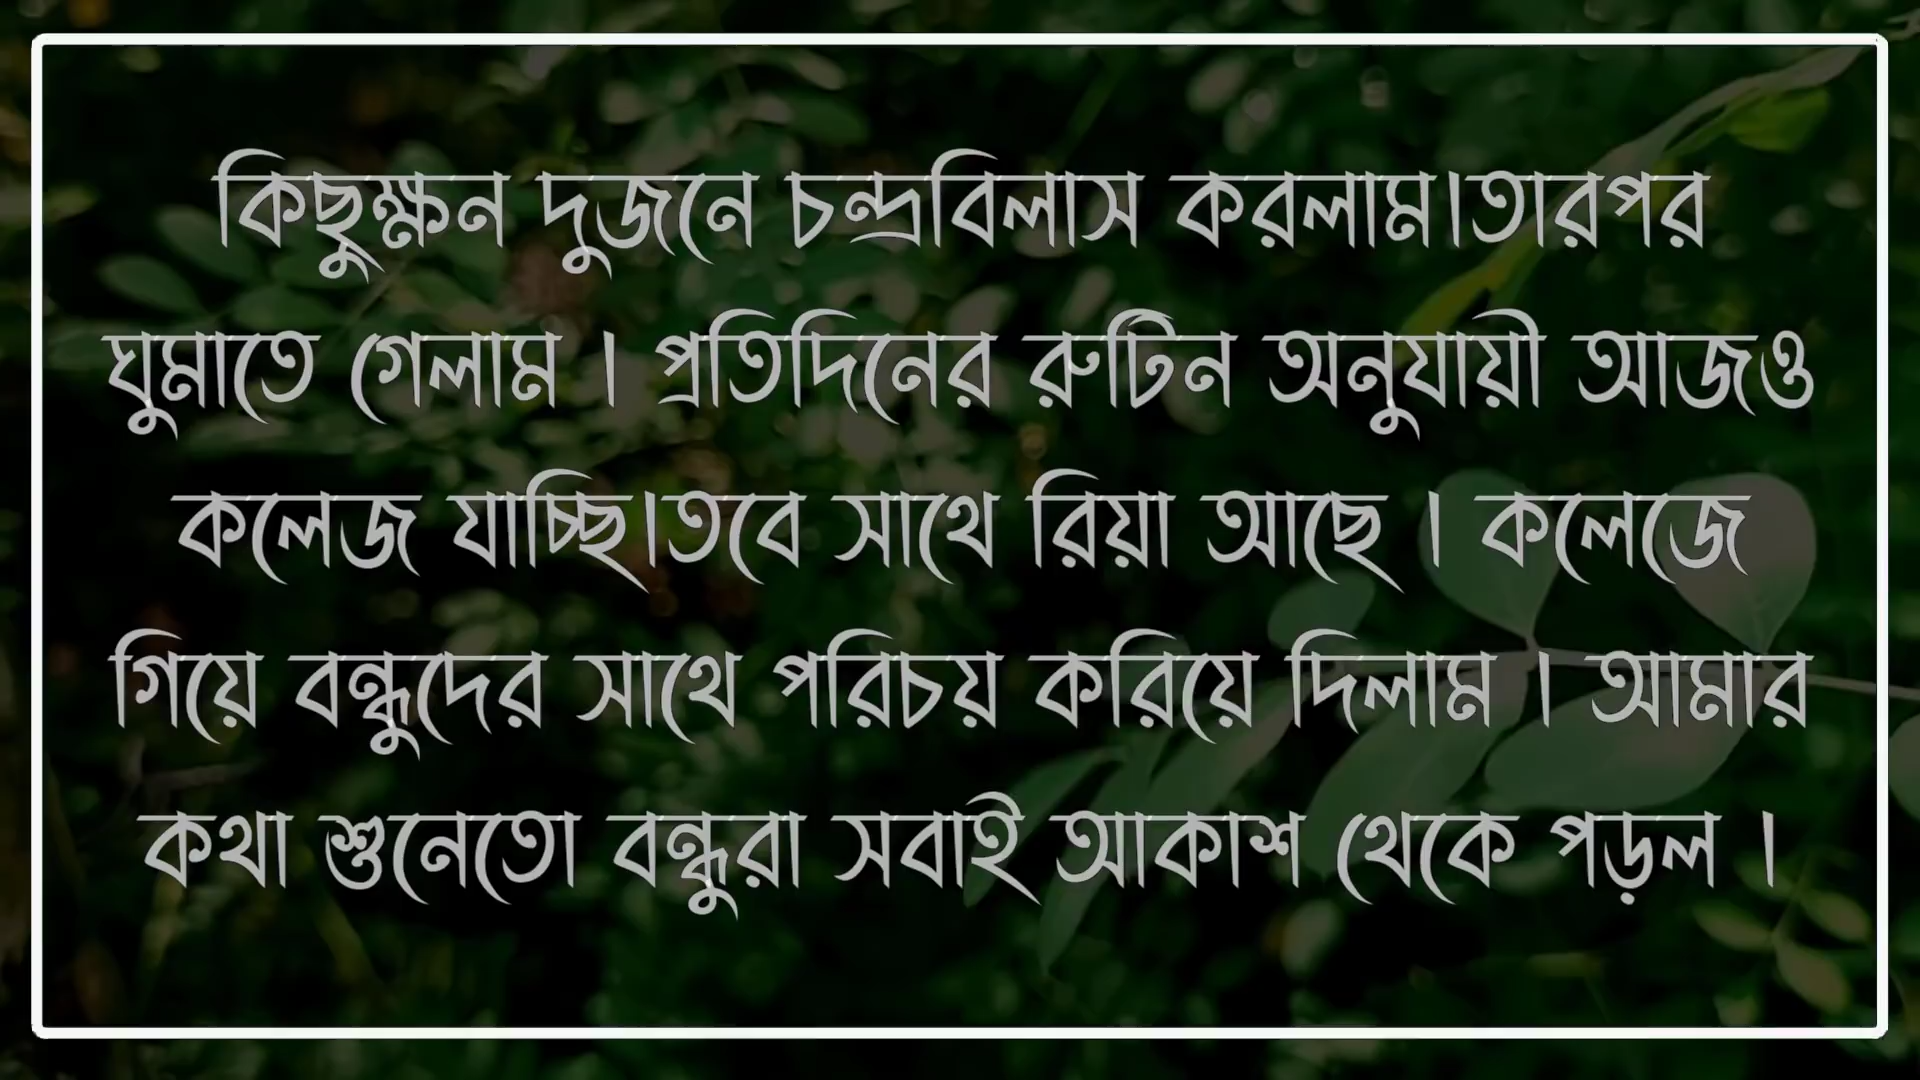 কিছুক্ষন দুজনে চন্দ্রবিলাস করলাম।তারপর
ঘুমাতে গেলাম । প্রতিদিনের রুটিন অনুযায়ী আজও
কলেজ যাচ্ছি।তবে সাথে রিয়া আছে । কলেজে
গিয়ে বন্ধুদের সাথে পরিচয় করিয়ে দিলাম । আমার
কথা শুনেতো বন্ধুরা সবাই আকাশ থেকে পড়ল ।